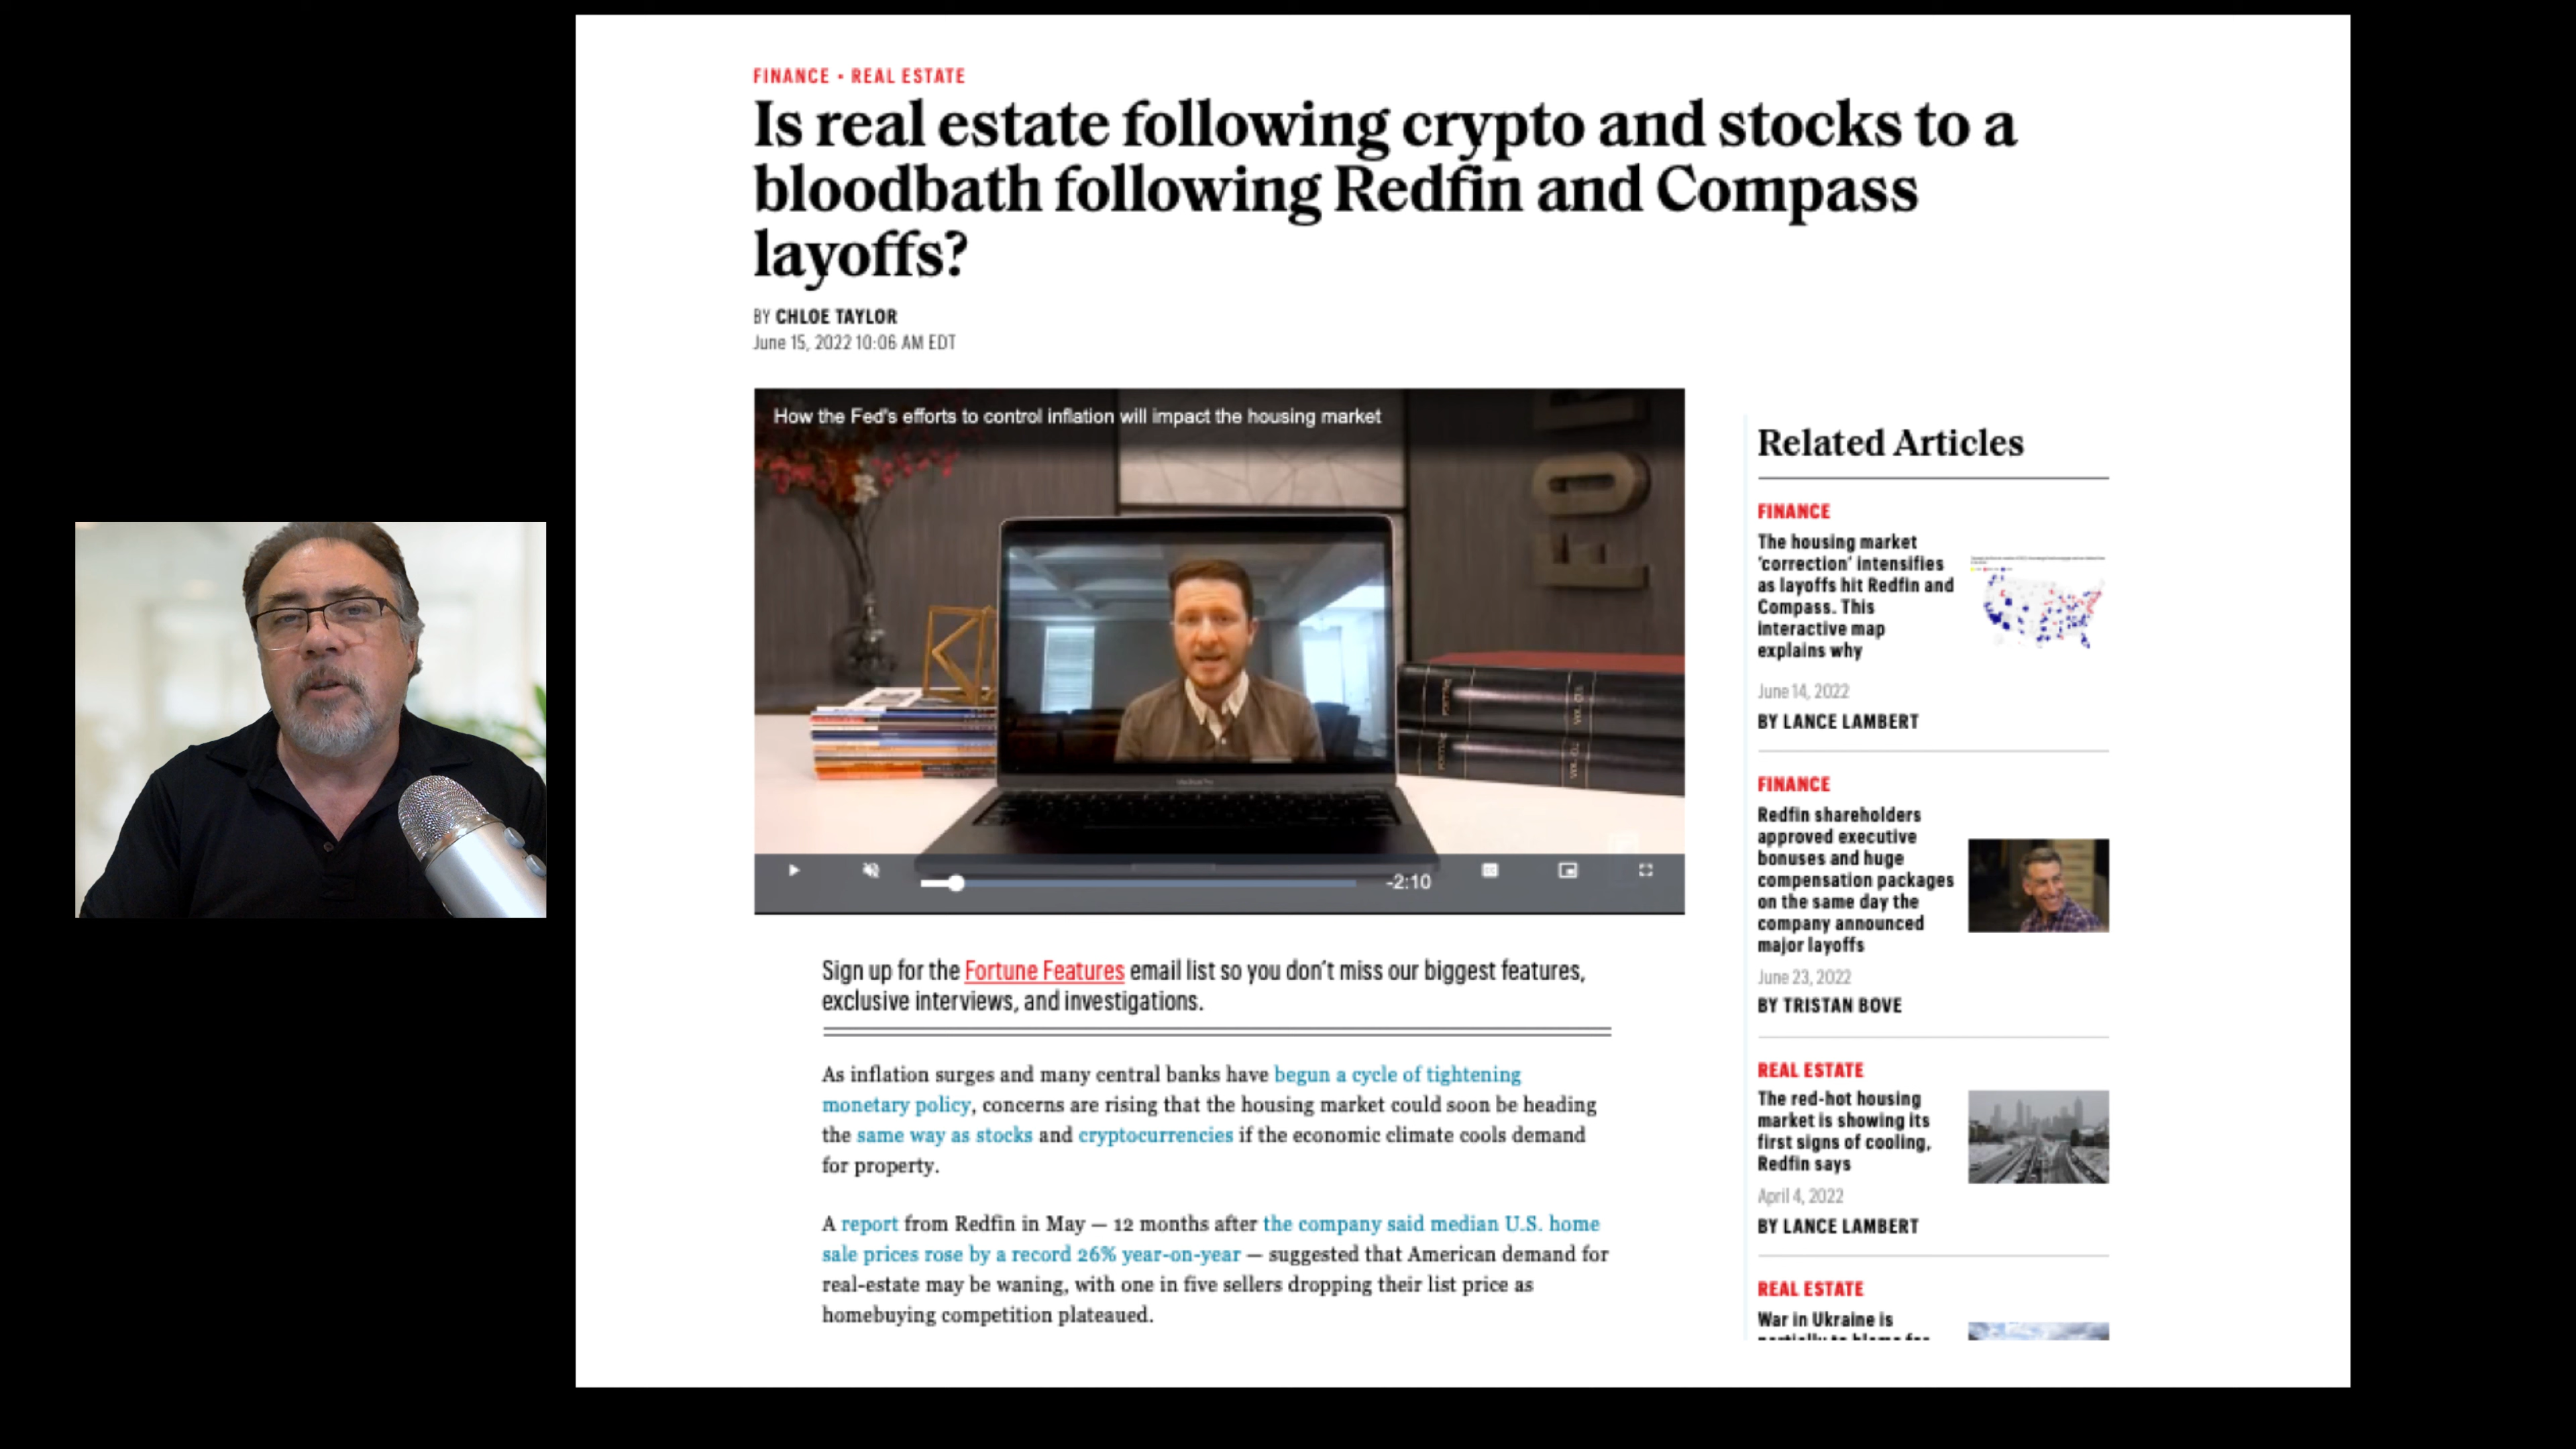 FINANCE • REAL ESTATE
Is real estate following crypto and stocks to a
bloodbath following Redfin and Compass
layoffs?
BY CHLOE TAYLOR
June 15, 2022 10:06 AM EDT
How the Fed's efforts to control inflation will impact the housing market
-2:10
Sign up for the Fortune Features email list so you don't miss our biggest features,
exclusive interviews, and investigations.
As inflation surges and many central banks have begun a cycle of tightening
monetary policy, concerns are rising that the housing market could soon be heading
the same way as stocks and cryptocurrencies if the economic climate cools demand
for property.
A report from Redfin in May — 12 months after the company said median U.S. home
sale prices rose by a record 26% year-on-year — suggested that American demand for
real-estate may be waning, with one in five sellers dropping their list price as
homebuying competition plateaued.
Related Articles
FINANCE
The housing market
'correction' intensifies
as layoffs hit Redfin and
Compass. This
interactive map
explains why
June 14, 2022
BY LANCE LAMBERT
FINANCE
Redfin shareholders
approved executive
bonuses and huge
compensation packages
on the same day the
company announced
major layoffs
June 23, 2022
BY TRISTAN BOVE
REAL ESTATE
The red-hot housing
market is showing its
first signs of cooling,
Redfin says
April 4, 2022
BY LANCE LAMBERT
REAL ESTATE
War in Ukraine is